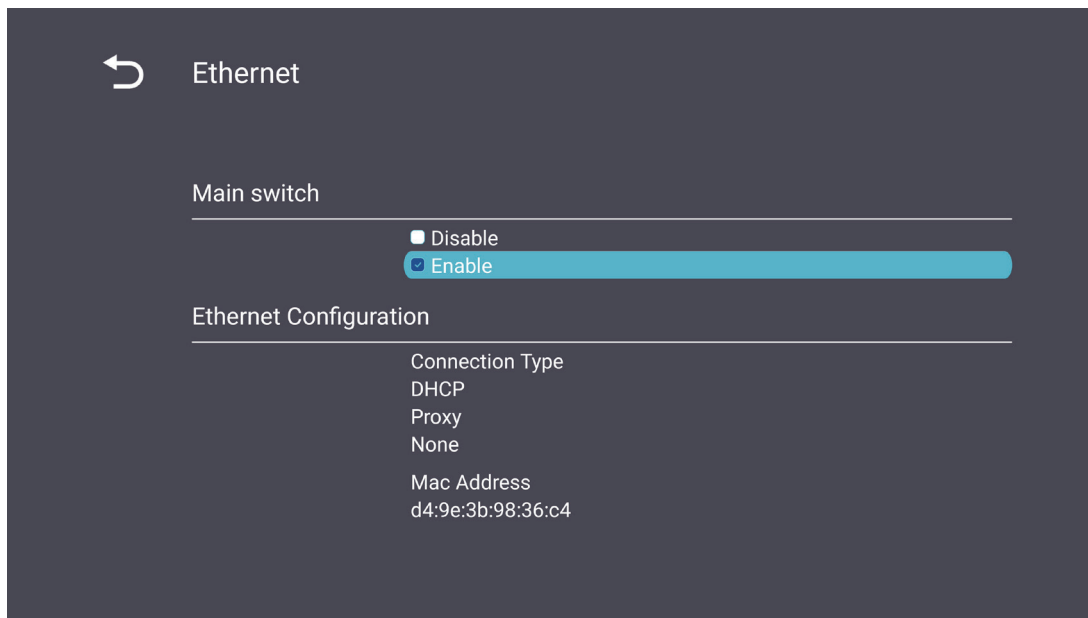 Ethernet
Main switch
Disable
Enable
Ethernet Configuration
Connection Type
DHCP
Proxy
None
Mac Address
d4:9e:3b:98:36:c4